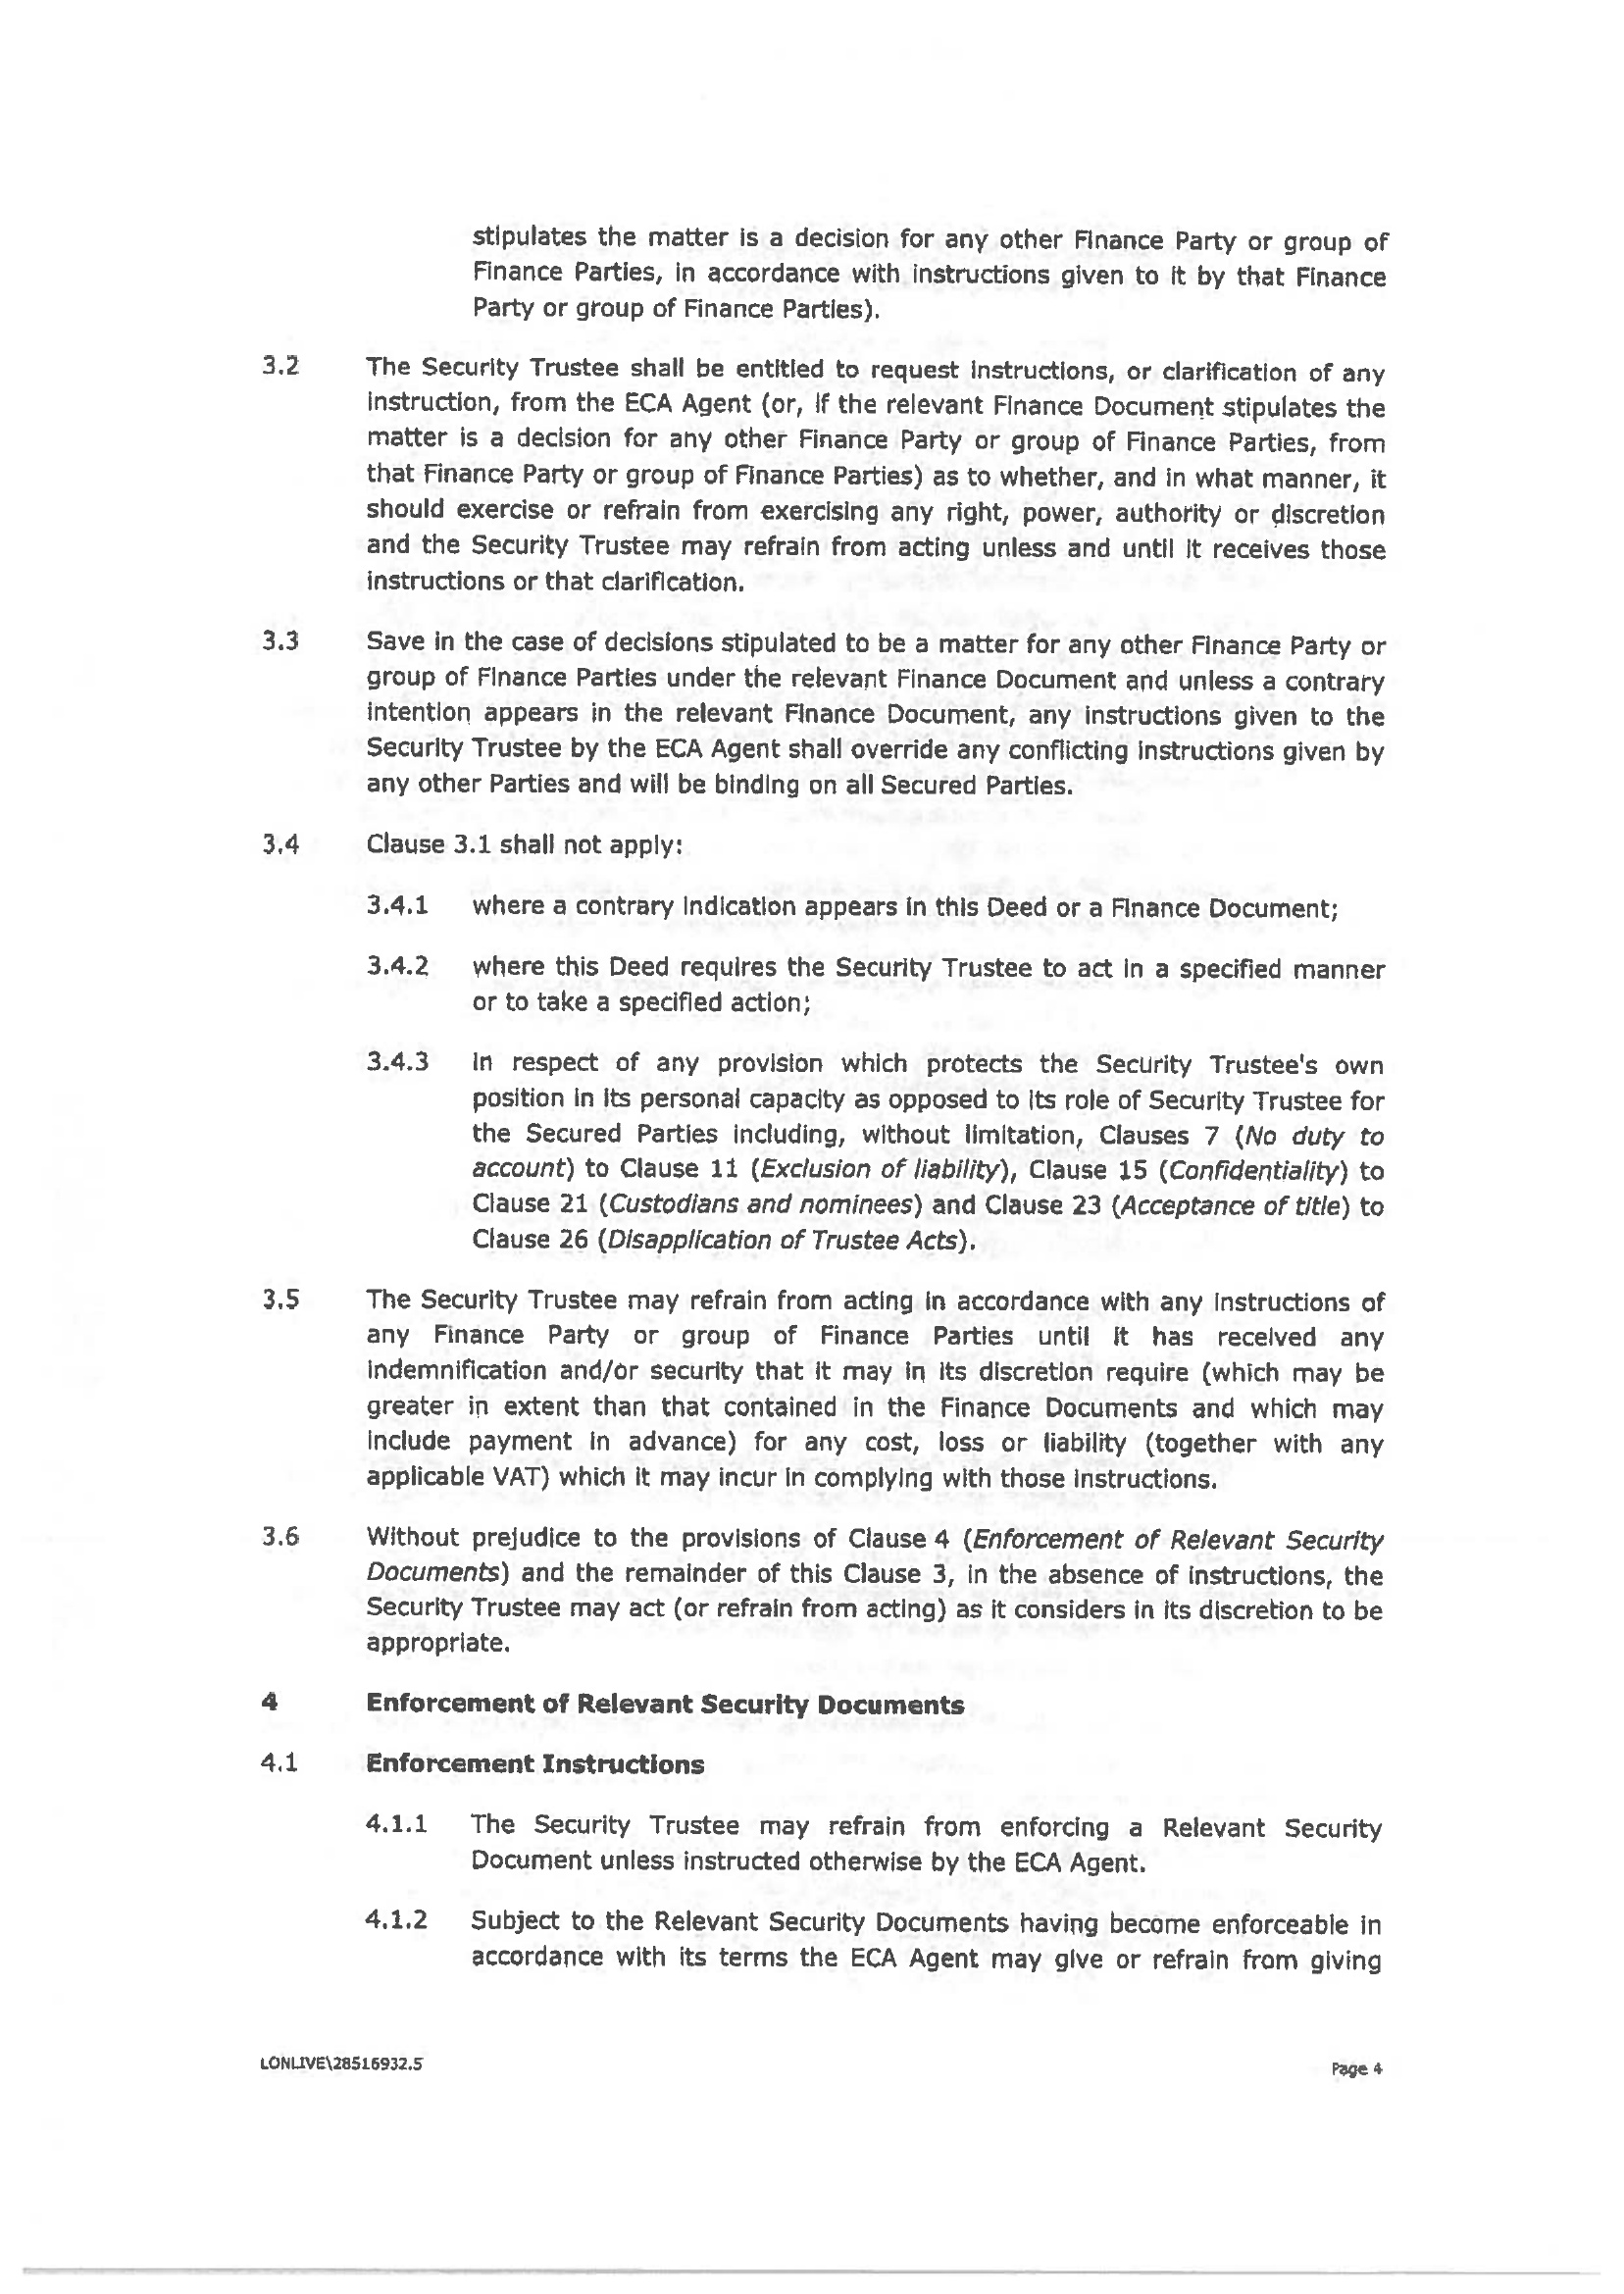 stipulates the matter is a decision for any other Finance Party or group of
Finance Parties, in accordance with instructions given to it by that Finance
Party or group of Finance Parties).
3.2 The Security Trustee shall be entitled to request instructions, or clarification of any
instruction, from the ECA Agent (or, if the relevant Finance Document stipulates the
matter is a decision for any other Finance Party or group of Finance Parties, from
that Finance Party or group of Finance Parties) as to whether, and in what manner, it
should exercise or refrain from exercising any right, power, authority or discretion
and the Security Trustee may refrain from acting unless and until it receives those
instructions or that clarification.
3.3 Save in the case of decisions stipulated to be a matter for any other Finance Party or
group of Finance Parties under the relevant Finance Document and unless a contrary
intention appears in the relevant Finance Document, any instructions given to the
Security Trustee by the ECA Agent shall override any conflicting instructions given by
any other Parties and will be binding on all Secured Parties.
3.4 Clause 3.1 shall not apply:
3.4.1 where a contrary indication appears in this Deed or a Finance Document;
3.4.2 where this Deed requires the Security Trustee to act in a specified manner
or to take a specified action;
3.4.3 in respect of any provision which protects the Security Trustee's own
position in its personal capacity as opposed to its role of Security Trustee for
the Secured Parties including, without limitation, Clauses 7 (No duty to
account) to Clause 11 (Exclusion of liability), Clause 15 (Confidentiality) to
Clause 21 (Custodians and nominees) and Clause 23 (Acceptance of title) to
Clause 26 (Disapplication of Trustee Acts).
3.5 The Security Trustee may refrain from acting in accordance with any instructions of
any Finance Party or group of Finance Parties until it has received any
indemnification and/or security that it may in its discretion require (which may be
greater in extent than that contained in the Finance Documents and which may
include payment in advance) for any cost, loss or liability (together with any
applicable VAT) which it may incur in complying with those instructions.
3.6 Without prejudice to the provisions of Clause 4 (Enforcement of Relevant Security
Documents) and the remainder of this Clause 3, in the absence of instructions, the
Security Trustee may act (or refrain from acting) as it considers in its discretion to be
appropriate.
4 Enforcement of Relevant Security Documents
4.1 Enforcement Instructions
4.1.1 The Security Trustee may refrain from enforcing a Relevant Security
Document unless instructed otherwise by the ECA Agent.
4.1.2 Subject to the Relevant Security Documents having become enforceable in
accordance with its terms the ECA Agent may give or refrain from giving
LONLIVE\28516932.5 Page 4